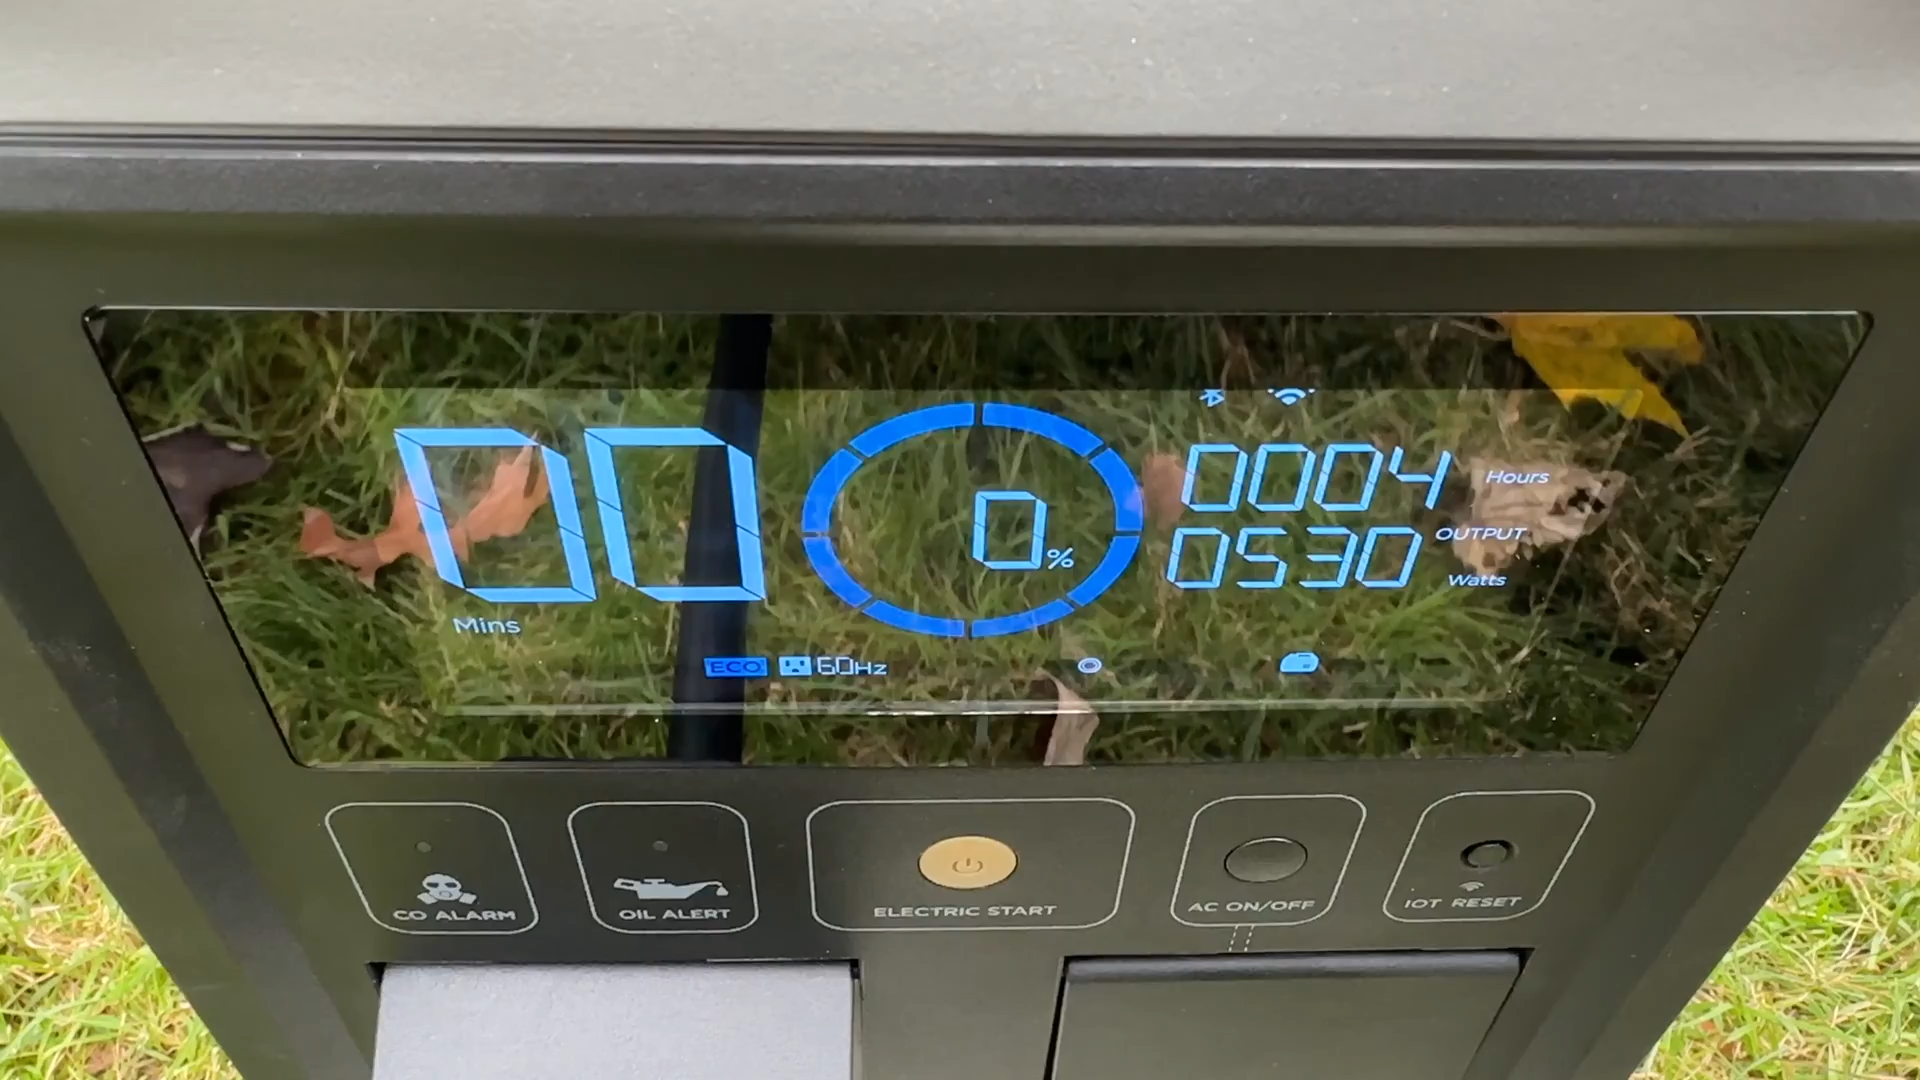 00
Mins
0%
0004 Hours
0530 OUTPUT Watts
ECO 60Hz
CO ALARM
OIL ALERT
ELECTRIC START
AC ON/OFF
IOT RESET